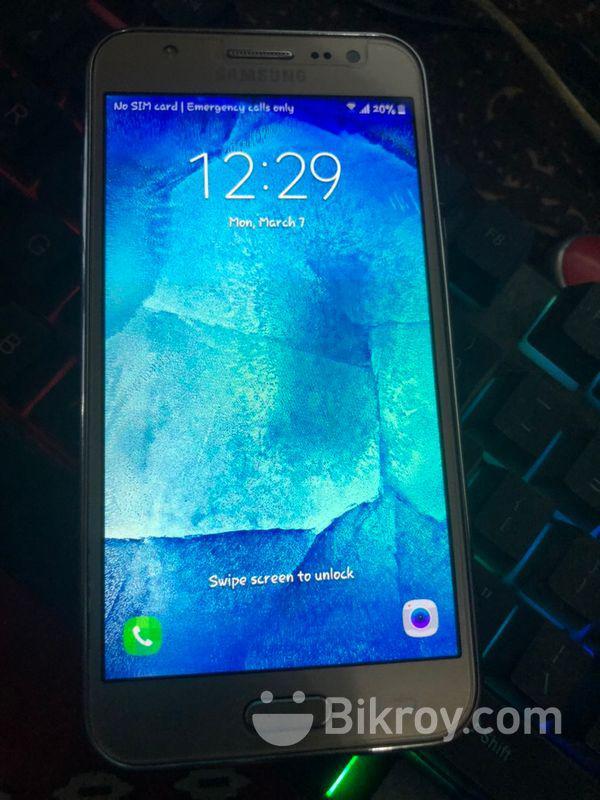 SAMSUNG
No SIM card | Emergency calls only 20%
12:29
Mon, March 7
Swipe screen to unlock
Bikroy.com
R
G
B
F8
Shift